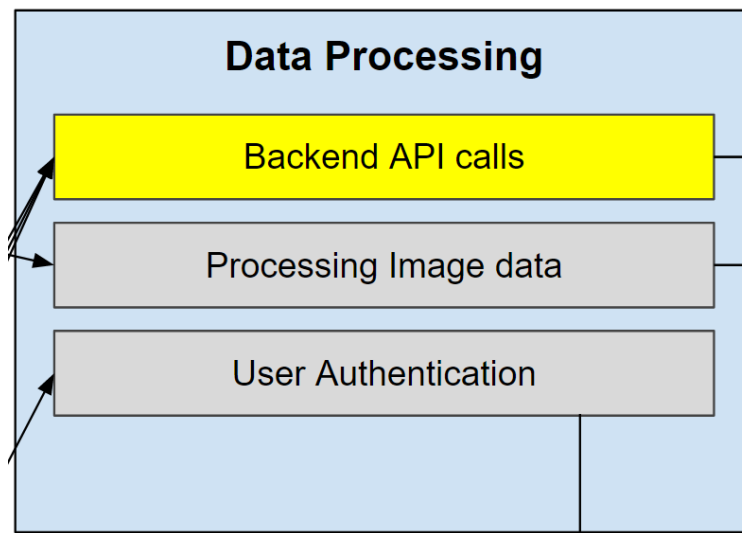 Data Processing
Backend API calls
Processing Image data
User Authentication